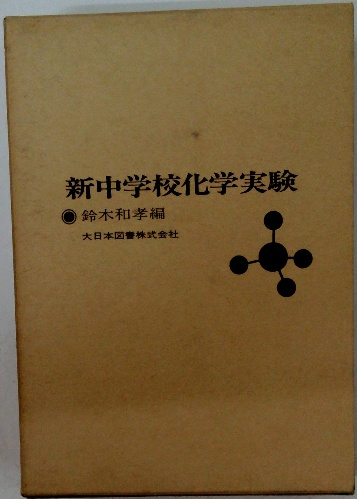 新中学校化学実験
◉ 鈴木和孝編
大日本図書株式会社